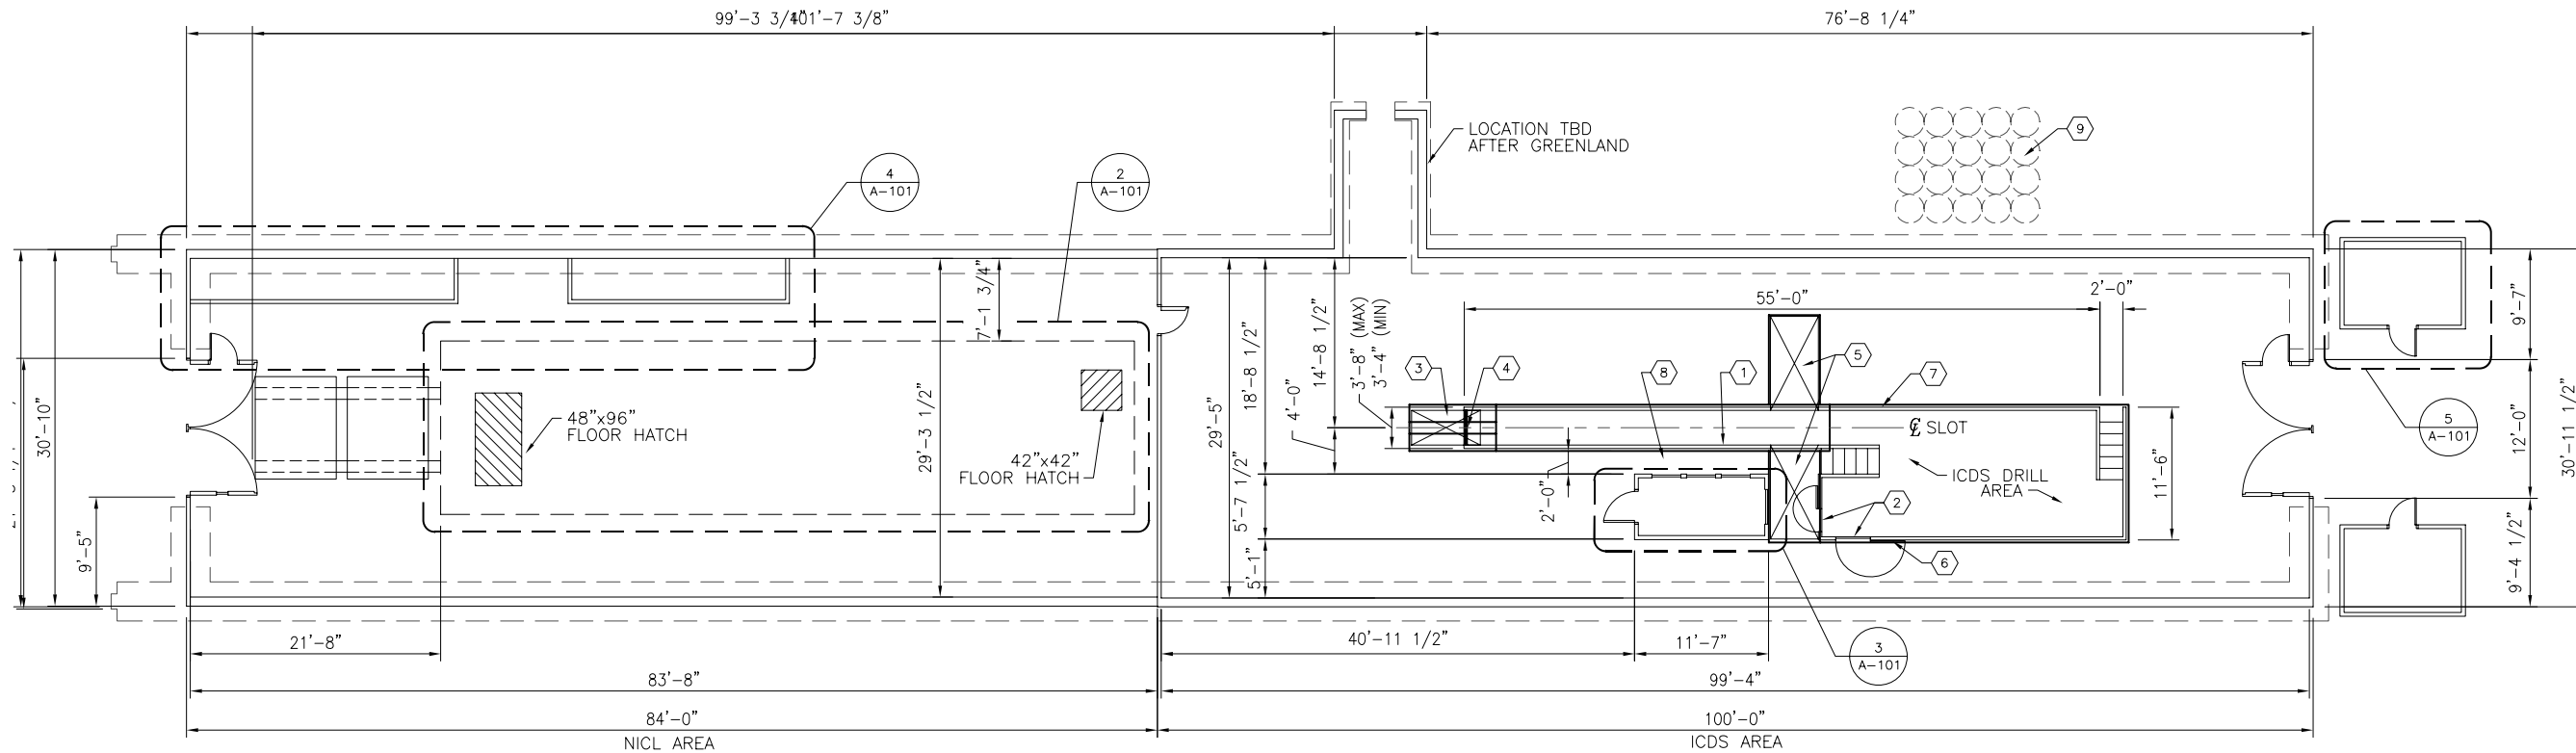 99'-3 3/4"
101'-7 3/8"
76'-8 1/4"
LOCATION TBD
AFTER GREENLAND
9
4
A-101
2
A-101
7'-1 3/4"
55'-0"
2'-0"
9'-7"
3'-8" (MAX)
3'-4" (MIN)
14'-8 1/2"
18'-8 1/2"
4'-0"
29'-5"
29'-3 1/2"
30'-10"
9'-5"
48"x96"
FLOOR HATCH
42"x42"
FLOOR HATCH
3
4
8
1
5
7
℄ SLOT
ICDS DRILL
AREA
11'-6"
2'-0"
2
6
5'-7 1/2"
5'-1"
12'-0"
30'-11 1/2"
9'-4 1/2"
5
A-101
21'-8"
40'-11 1/2"
11'-7"
3
A-101
83'-8"
99'-4"
84'-0"
NICL AREA
100'-0"
ICDS AREA